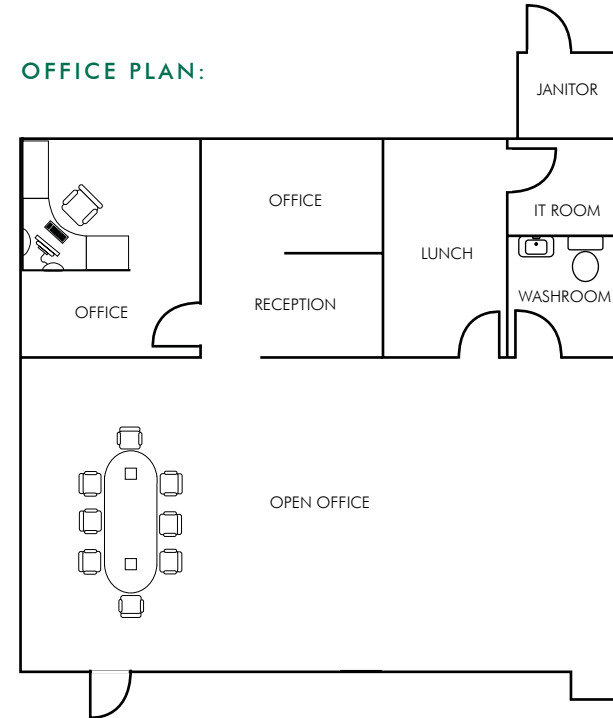 OFFICE PLAN:
JANITOR
OFFICE
IT ROOM
LUNCH
WASHROOM
RECEPTION
OFFICE
OPEN OFFICE